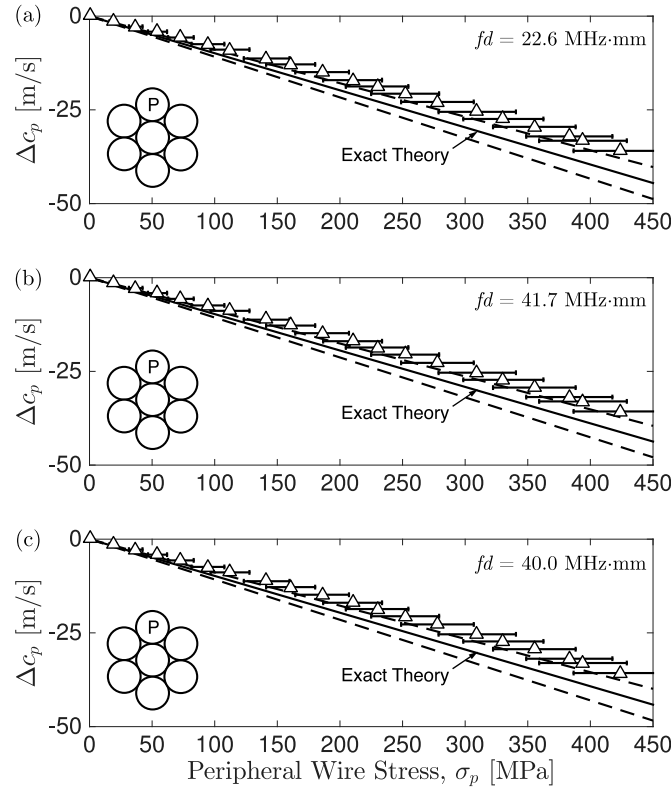 (a)
0
-25
-50
Δc_p [m/s]
fd = 22.6 MHz·mm
P
Exact Theory
0 50 100 150 200 250 300 350 400 450
(b)
0
-25
-50
Δc_p [m/s]
fd = 41.7 MHz·mm
P
Exact Theory
0 50 100 150 200 250 300 350 400 450
(c)
0
-25
-50
Δc_p [m/s]
fd = 40.0 MHz·mm
P
Exact Theory
0 50 100 150 200 250 300 350 400 450
Peripheral Wire Stress, σ_p [MPa]